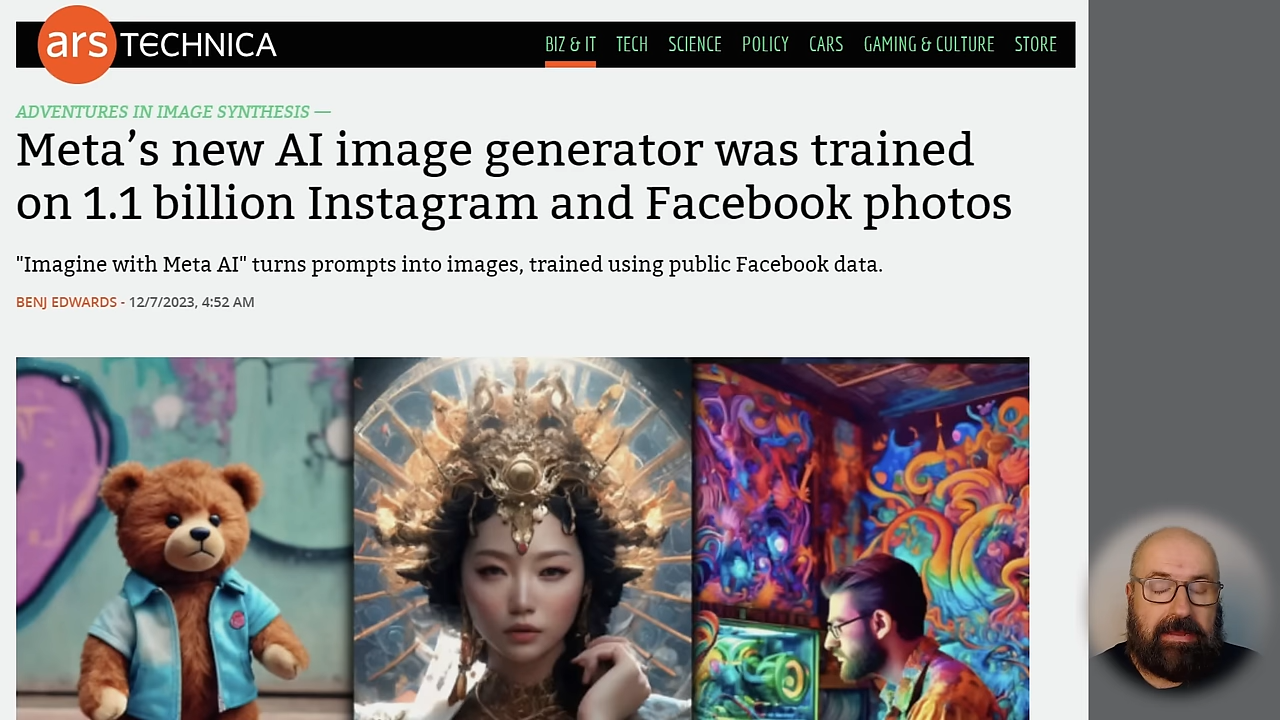 ars TECHNICA
BIZ & IT TECH SCIENCE POLICY CARS GAMING & CULTURE STORE
ADVENTURES IN IMAGE SYNTHESIS —
Meta’s new AI image generator was trained
on 1.1 billion Instagram and Facebook photos
"Imagine with Meta AI" turns prompts into images, trained using public Facebook data.
BENJ EDWARDS - 12/7/2023, 4:52 AM